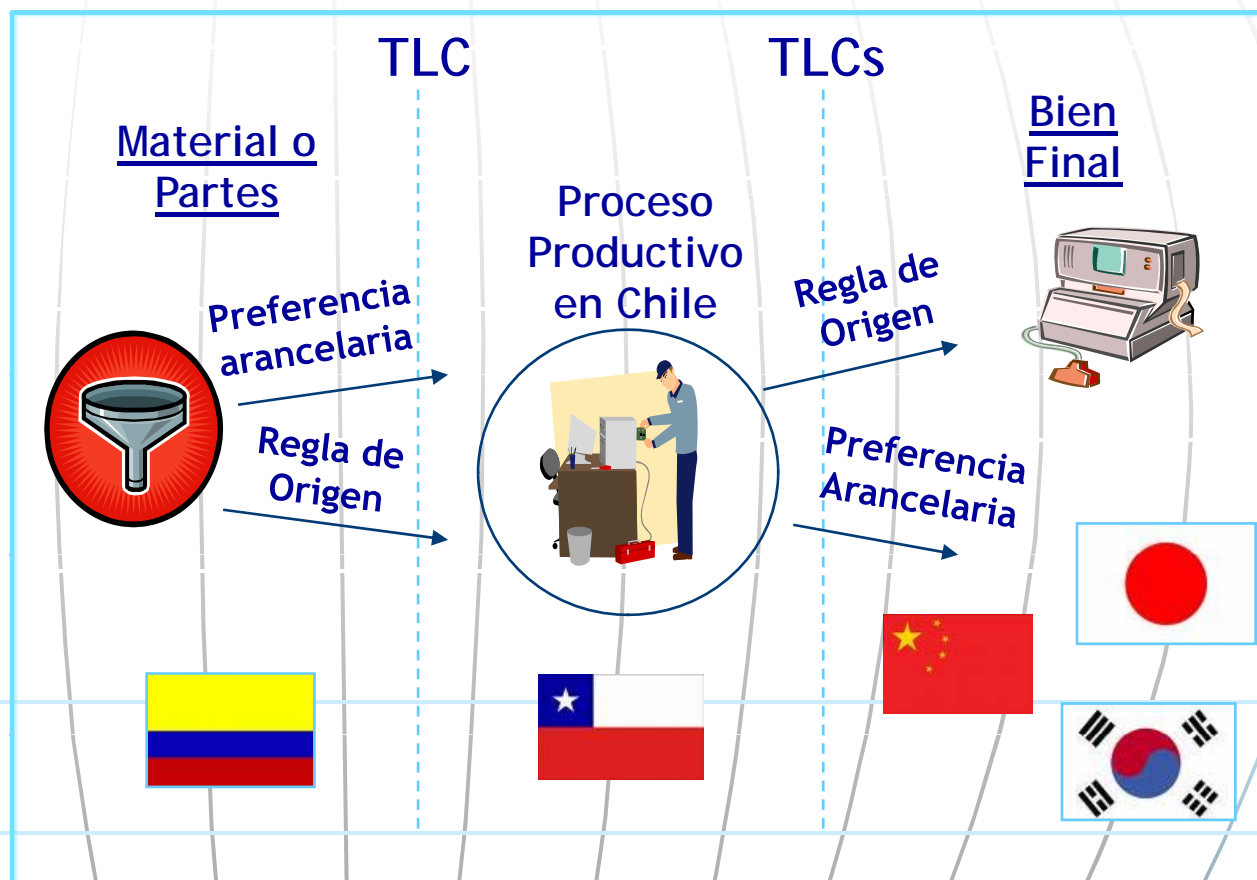 TLC
TLCs
Material o
Partes
Proceso
Productivo
en Chile
Bien
Final
Preferencia
arancelaria
Regla de
Origen
Regla de
Origen
Preferencia
Arancelaria